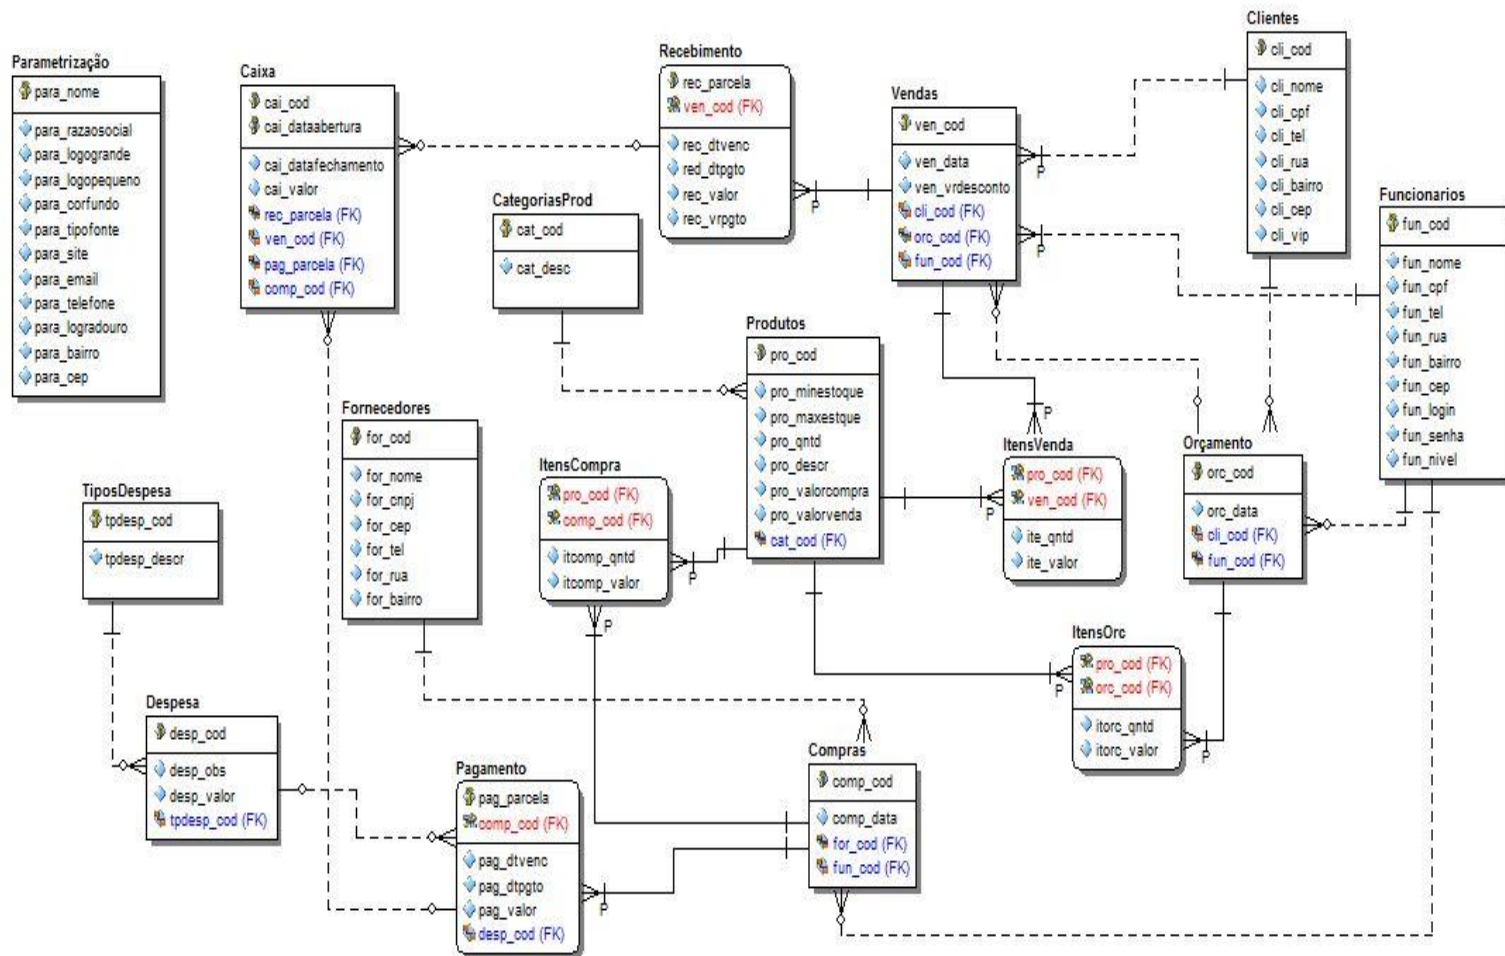 Parametrização
para_nome
para_razaosocial
para_logogrande
para_logopequeno
para_corfundo
para_tipofonte
para_site
para_email
para_telefone
para_logradouro
para_bairro
para_cep
Caixa
cai_cod
cai_dataabertura
cai_datafechamento
cai_valor
rec_parcela (FK)
ven_cod (FK)
pag_parcela (FK)
comp_cod (FK)
Recebimento
rec_parcela
ven_cod (FK)
rec_dtvenc
red_dtpgto
rec_valor
rec_vrpgto
P
Vendas
ven_cod
ven_data
ven_vrdesconto
cli_cod (FK)
orc_cod (FK)
fun_cod (FK)
P
P
Clientes
cli_cod
cli_nome
cli_cpf
cli_tel
cli_rua
cli_bairro
cli_cep
cli_vip
Funcionarios
fun_cod
fun_nome
fun_cpf
fun_tel
fun_rua
fun_bairro
fun_cep
fun_login
fun_senha
fun_nivel
CategoriasProd
cat_cod
cat_desc
Produtos
pro_cod
pro_minestoque
pro_maxestque
pro_qntd
pro_descr
pro_valorcompra
pro_valorvenda
cat_cod (FK)
Fornecedores
for_cod
for_nome
for_cnpj
for_cep
for_tel
for_rua
for_bairro
ItensCompra
pro_cod (FK)
comp_cod (FK)
itcomp_qntd
itcomp_valor
P
P
ItensVenda
pro_cod (FK)
ven_cod (FK)
ite_qntd
ite_valor
P
P
Orçamento
orc_cod
orc_data
cli_cod (FK)
fun_cod (FK)
TiposDespesa
tpdesp_cod
tpdesp_descr
ItensOrc
pro_cod (FK)
orc_cod (FK)
itorc_qntd
itorc_valor
P
P
Despesa
desp_cod
desp_obs
desp_valor
tpdesp_cod (FK)
Pagamento
pag_parcela
comp_cod (FK)
pag_dtvenc
pag_dtpgto
pag_valor
desp_cod (FK)
P
Compras
comp_cod
comp_data
for_cod (FK)
fun_cod (FK)